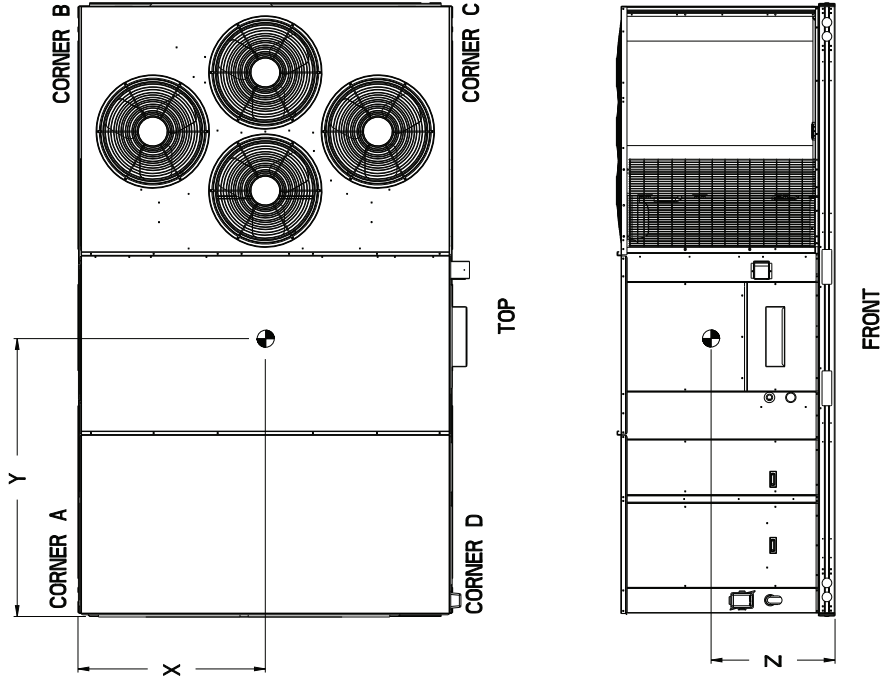 CORNER B
CORNER C
TOP
Y
CORNER A
CORNER D
X
FRONT
Z